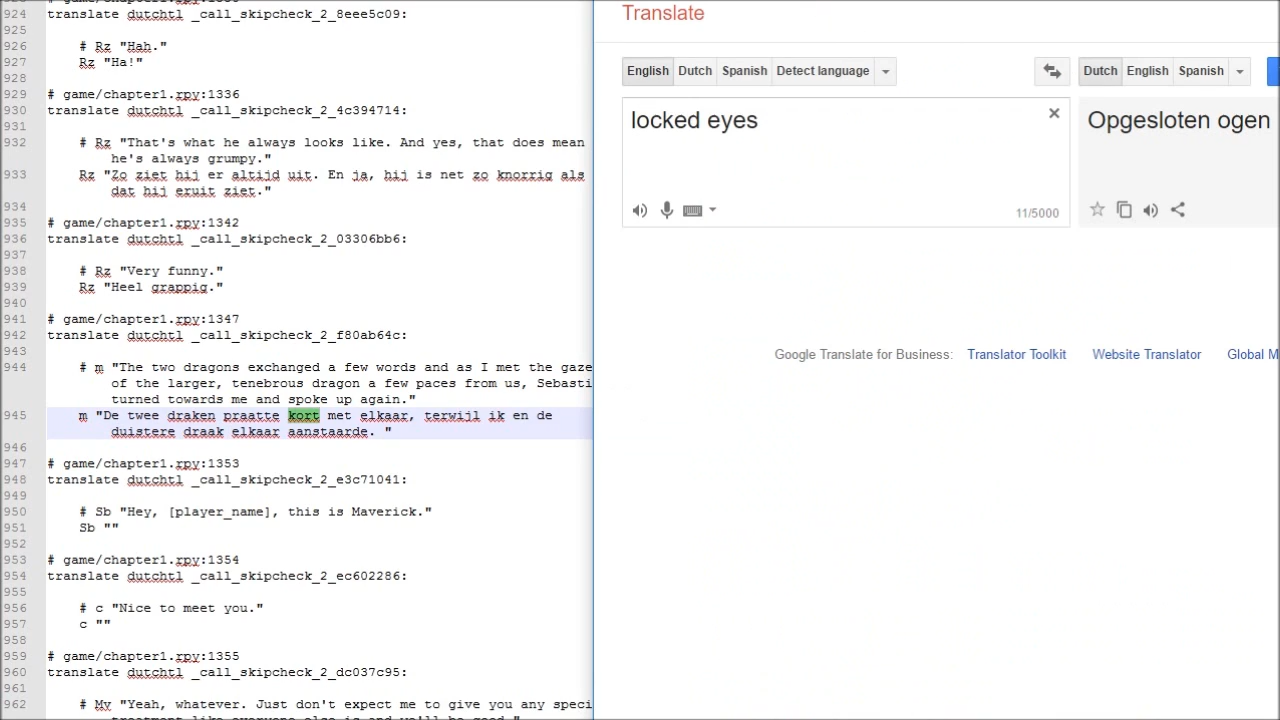 924 translate dutchtl _call_skipcheck_2_8eee5c09:
925
926 # Rz "Hah."
927 Rz "Ha!"
928
929 # game/chapter1.rpy:1336
930 translate dutchtl _call_skipcheck_2_4c394714:
931
932 # Rz "That's what he always looks like. And yes, that does mean
he's always grumpy."
933 Rz "Zo ziet hij er altijd uit. En ja, hij is net zo knorrig als
dat hij eruit ziet."
934
935 # game/chapter1.rpy:1342
936 translate dutchtl _call_skipcheck_2_03306bb6:
937
938 # Rz "Very funny."
939 Rz "Heel grappig."
940
941 # game/chapter1.rpy:1347
942 translate dutchtl _call_skipcheck_2_f80ab64c:
943
944 # m "The two dragons exchanged a few words and as I met the gaze
of the larger, tenebrous dragon a few paces from us, Sebasti
turned towards me and spoke up again."
945 m "De twee draken praatte kort met elkaar, terwijl ik en de
duistere draak elkaar aanstaarde. "
946
947 # game/chapter1.rpy:1353
948 translate dutchtl _call_skipcheck_2_e3c71041:
949
950 # Sb "Hey, [player_name], this is Maverick."
951 Sb ""
952
953 # game/chapter1.rpy:1354
954 translate dutchtl _call_skipcheck_2_ec602286:
955
956 # c "Nice to meet you."
957 c ""
958
959 # game/chapter1.rpy:1355
960 translate dutchtl _call_skipcheck_2_dc037c95:
961
962 # Mv "Yeah, whatever. Just don't expect me to give you any speci
Translate
English Dutch Spanish Detect language
Dutch English Spanish
locked eyes
11/5000
Opgesloten ogen
Google Translate for Business: Translator Toolkit Website Translator Global M